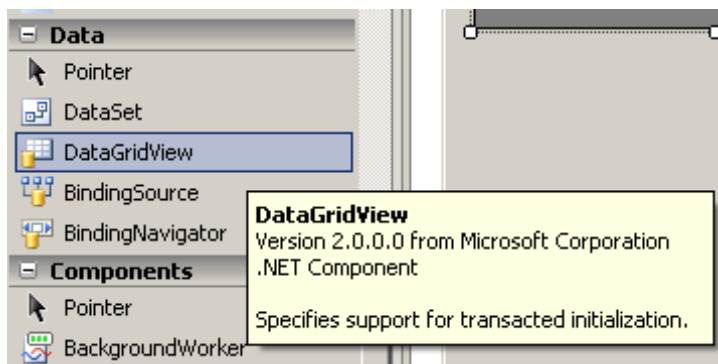 Data
Pointer
DataSet
DataGridView
BindingSource
BindingNavigator
Components
Pointer
BackgroundWorker
DataGridView
Version 2.0.0.0 from Microsoft Corporation
.NET Component
Specifies support for transacted initialization.